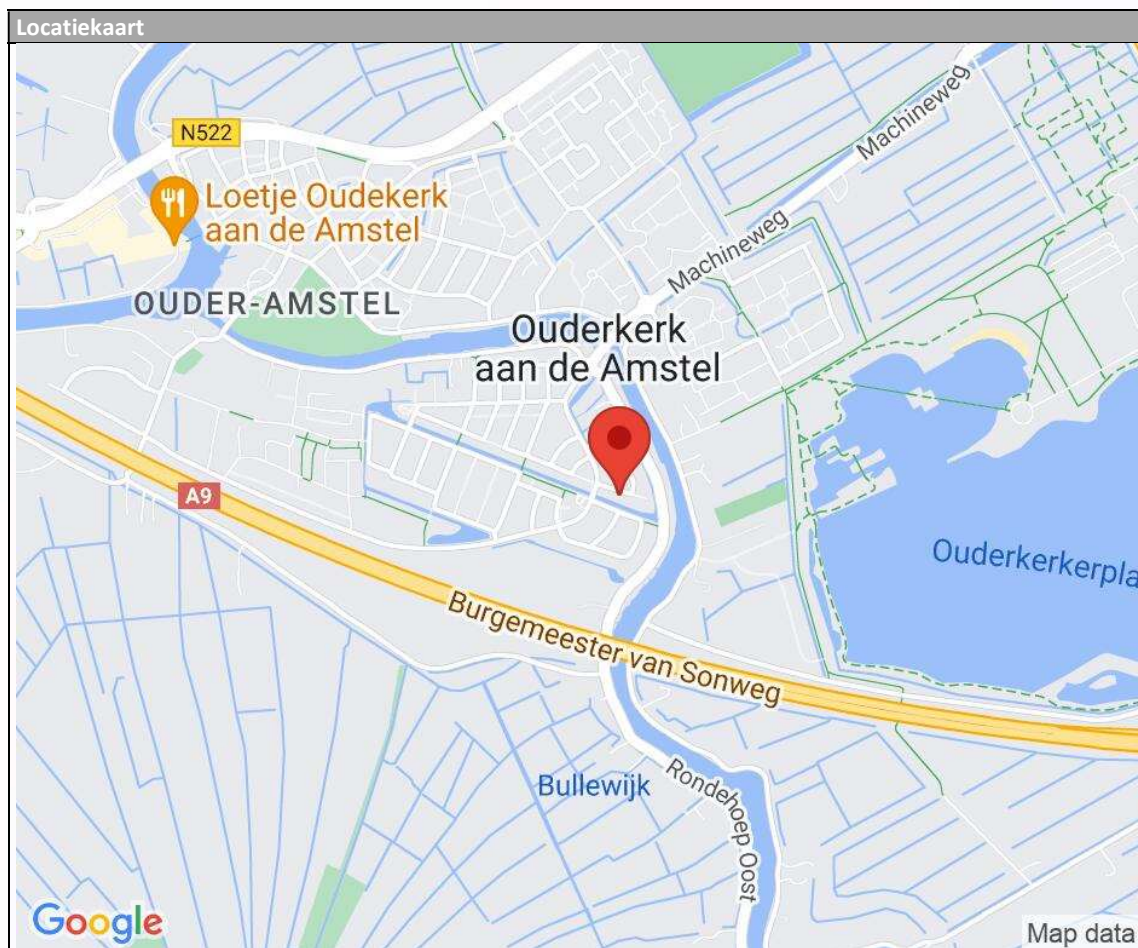 Locatiekaart
N522
Machineweg
Loetje Oudekerk
aan de Amstel
Machineweg
OUDER-AMSTEL
Ouderkerk
aan de Amstel
A9
Ouderkerkerpla
Burgemeester van Sonweg
Bullewijk
Rondehoep Oost
Google
Map data